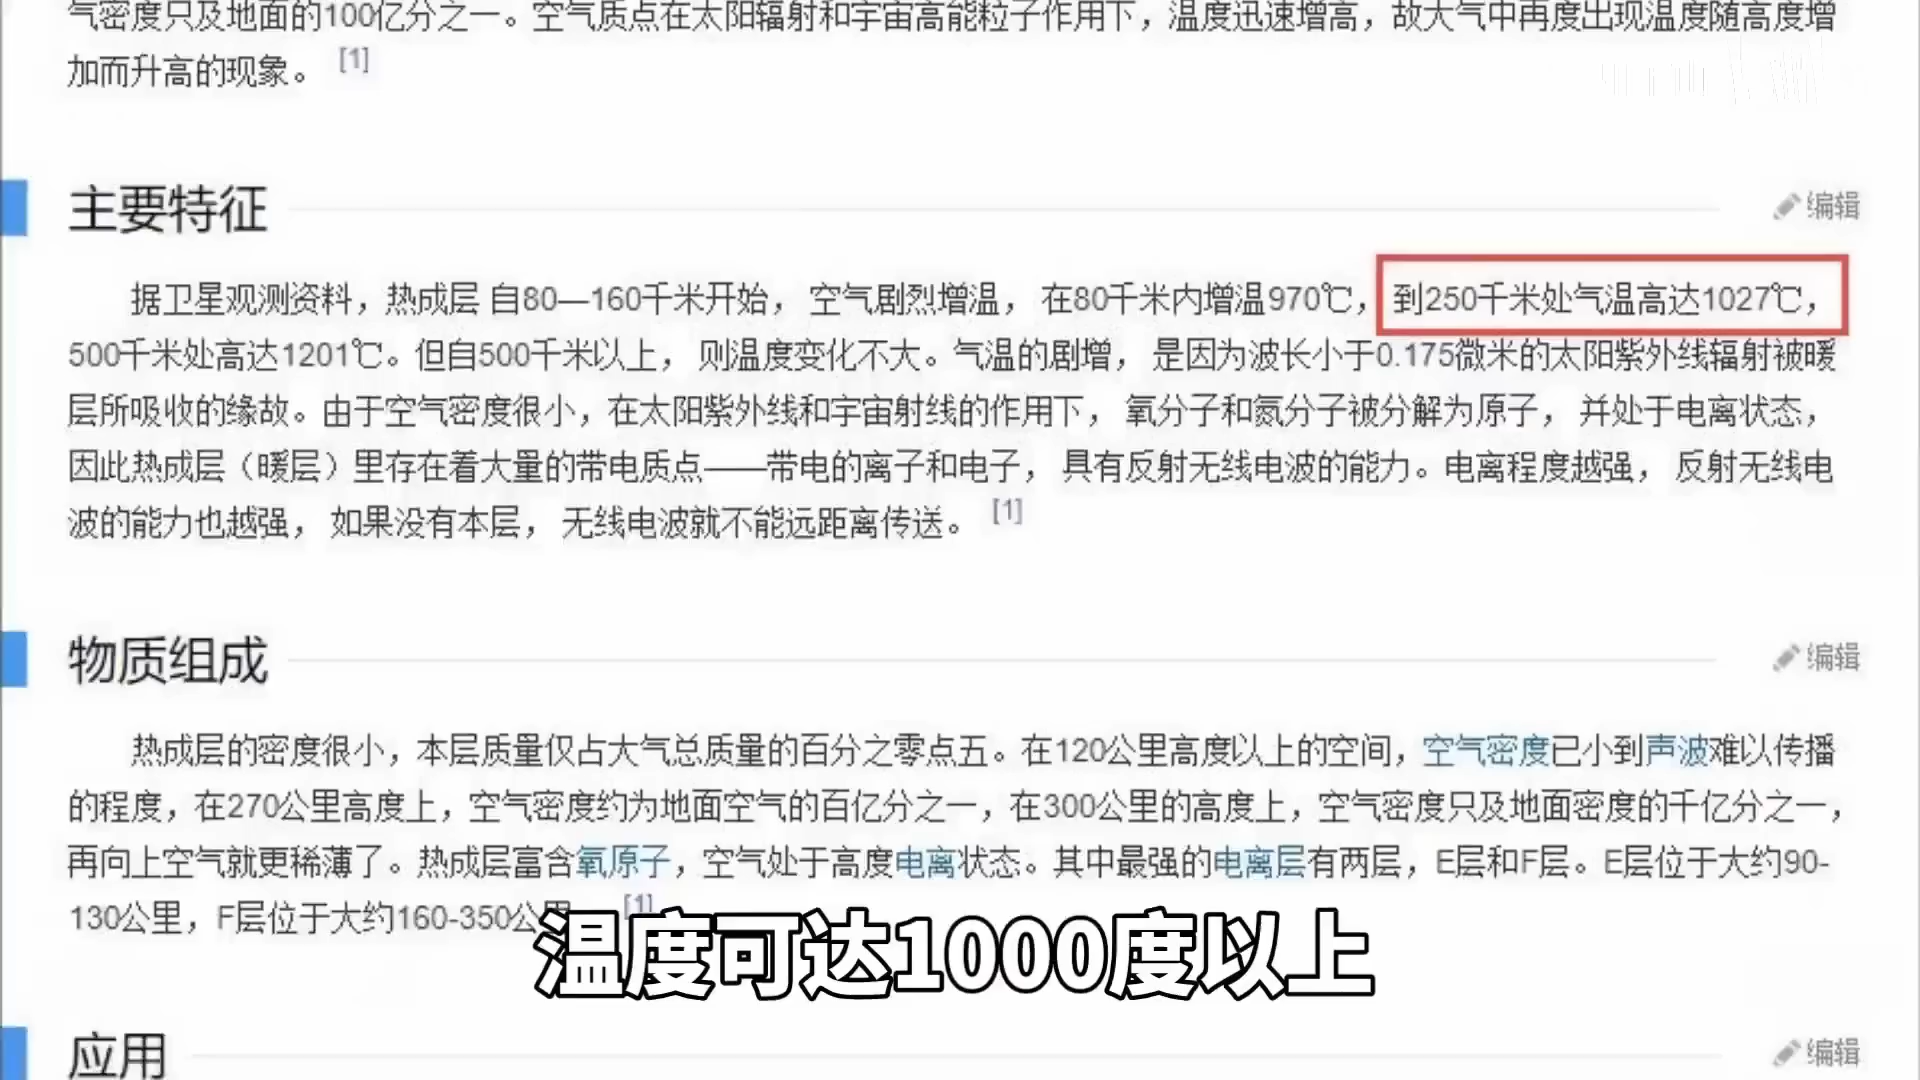 气密度只及地面的100亿分之一。空气质点在太阳辐射和宇宙高能粒子作用下，温度迅速增高，故大气中再度出现温度随高度增
加而升高的现象。 [1]
主要特征
编辑
据卫星观测资料，热成层 自80—160千米开始， 空气剧烈增温， 在80千米内增温970℃， 到250千米处气温高达1027℃，
500千米处高达1201℃。但自500千米以上， 则温度变化不大。气温的剧增， 是因为波长小于0.175微米的太阳紫外线辐射被暖
层所吸收的缘故。由于空气密度很小，在太阳紫外线和宇宙射线的作用下， 氧分子和氮分子被分解为原子， 并处于电离状态，
因此热成层（暖层）里存在着大量的带电质点——带电的离子和电子， 具有反射无线电波的能力。电离程度越强， 反射无线电
波的能力也越强， 如果没有本层， 无线电波就不能远距离传送。 [1]
物质组成
编辑
热成层的密度很小，本层质量仅占大气总质量的百分之零点五。在120公里高度以上的空间，空气密度已小到声波难以传播
的程度，在270公里高度上，空气密度约为地面空气的百亿分之一，在300公里的高度上，空气密度只及地面密度的千亿分之一，
再向上空气就更稀薄了。热成层富含氧原子，空气处于高度电离状态。其中最强的电离层有两层，E层和F层。E层位于大约90-
130公里，F层位于大约160-350公里 [1]
温度可达1000度以上
应用
编辑